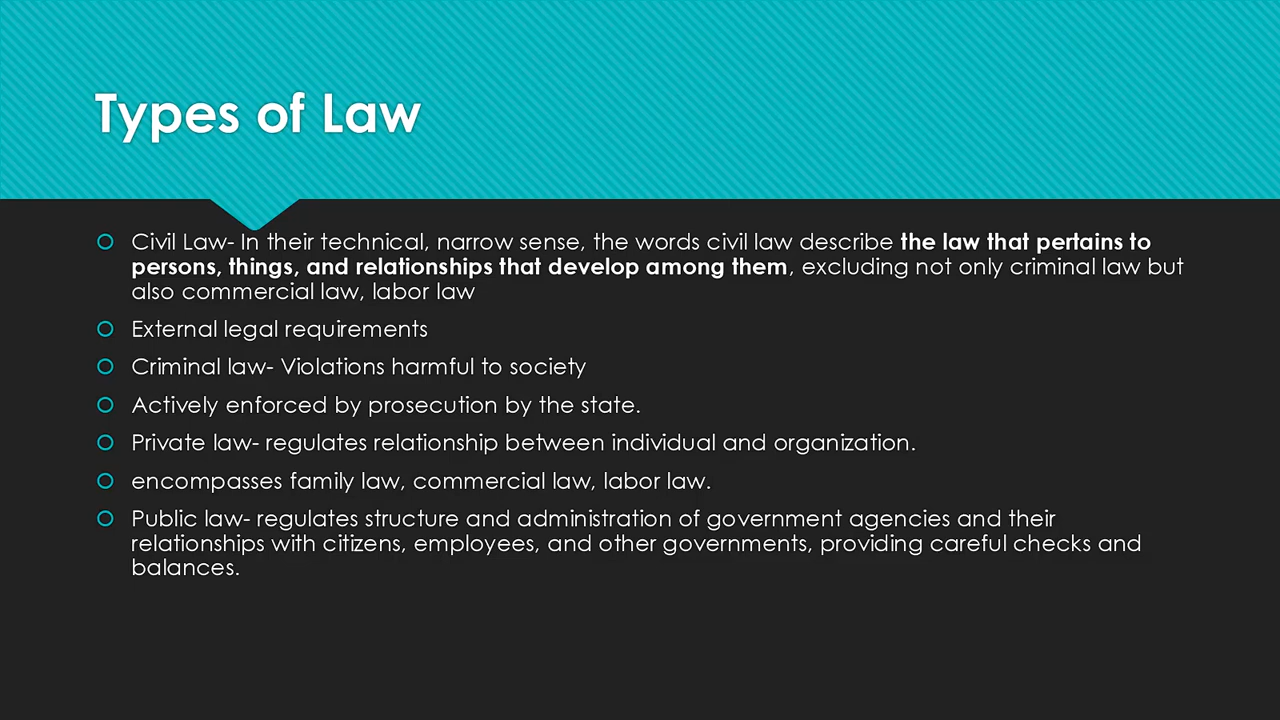 Types of Law
Civil Law- In their technical, narrow sense, the words civil law describe the law that pertains to
persons, things, and relationships that develop among them, excluding not only criminal law but
also commercial law, labor law
External legal requirements
Criminal law- Violations harmful to society
Actively enforced by prosecution by the state.
Private law- regulates relationship between individual and organization.
encompasses family law, commercial law, labor law.
Public law- regulates structure and administration of government agencies and their
relationships with citizens, employees, and other governments, providing careful checks and
balances.